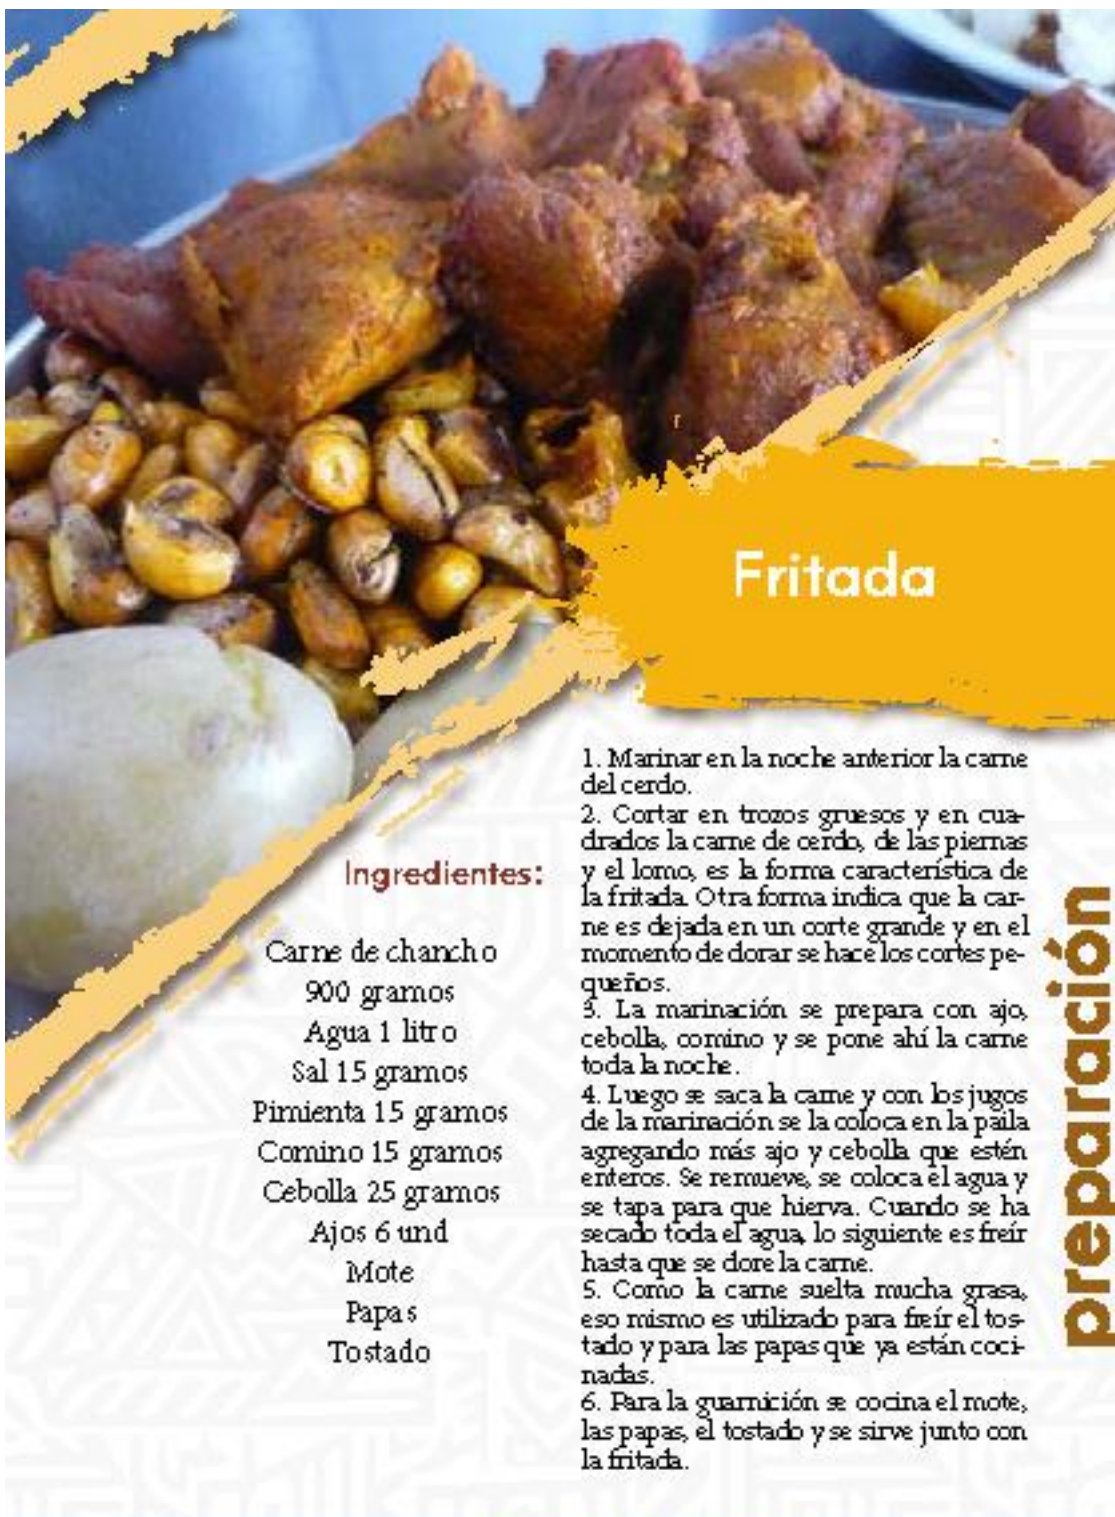 Fritada
Ingredientes:
Carne de chancho
900 gramos
Agua 1 litro
Sal 15 gramos
Pimienta 15 gramos
Comino 15 gramos
Cebolla 25 gramos
Ajos 6 und
Mote
Papas
Tostado
preparación
1. Marinar en la noche anterior la carne
del cerdo.
2. Cortar en trozos gruesos y en cua-
drados la carne de cerdo, de las piernas
y el lomo, es la forma característica de
la fritada. Otra forma indica que la car-
ne es dejada en un corte grande y en el
momento de dorar se hace los cortes pe-
queños.
3. La marinación se prepara con ajo,
cebolla, comino y se pone ahí la carne
toda la noche.
4. Luego se saca la carne y con los jugos
de la marinación se la coloca en la paila
agregando más ajo y cebolla que estén
enteros. Se remueve, se coloca el agua y
se tapa para que hierva. Cuando se ha
secado toda el agua, lo siguiente es freír
hasta que se dore la carne.
5. Como la carne suelta mucha grasa,
eso mismo es utilizado para freír el tos-
tado y para las papas que ya están coci-
nadas.
6. Para la guarnición se cocina el mote,
las papas, el tostado y se sirve junto con
la fritada.